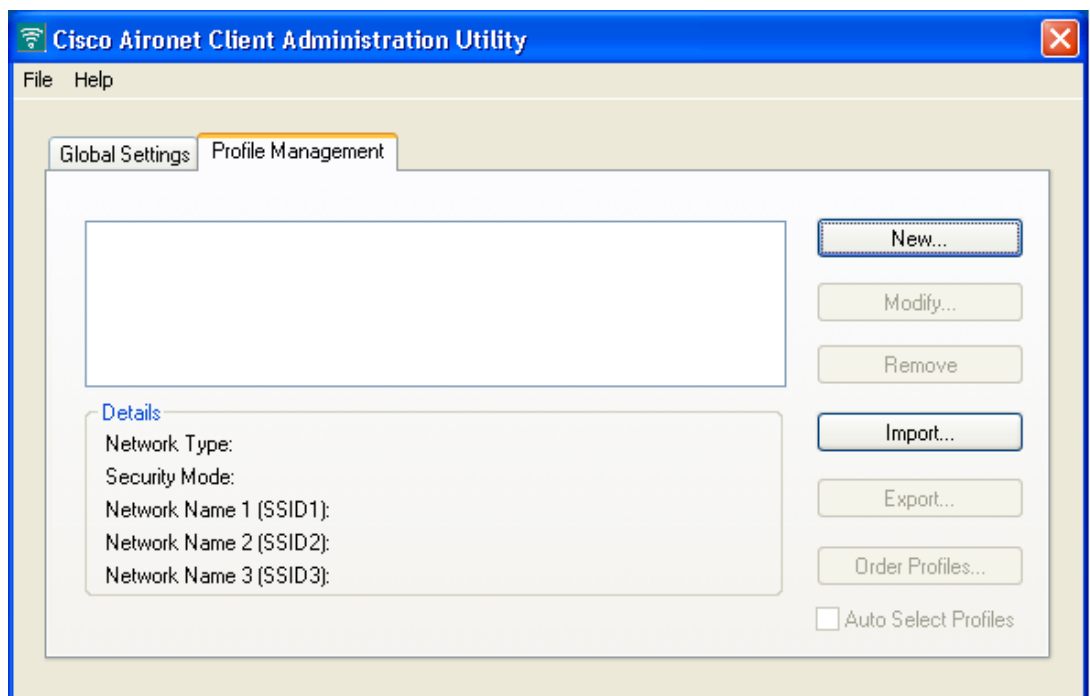 Cisco Aironet Client Administration Utility
File Help
Global Settings Profile Management
New...
Modify...
Remove
Details
Network Type:
Security Mode:
Network Name 1 (SSID1):
Network Name 2 (SSID2):
Network Name 3 (SSID3):
Import...
Export...
Order Profiles...
Auto Select Profiles